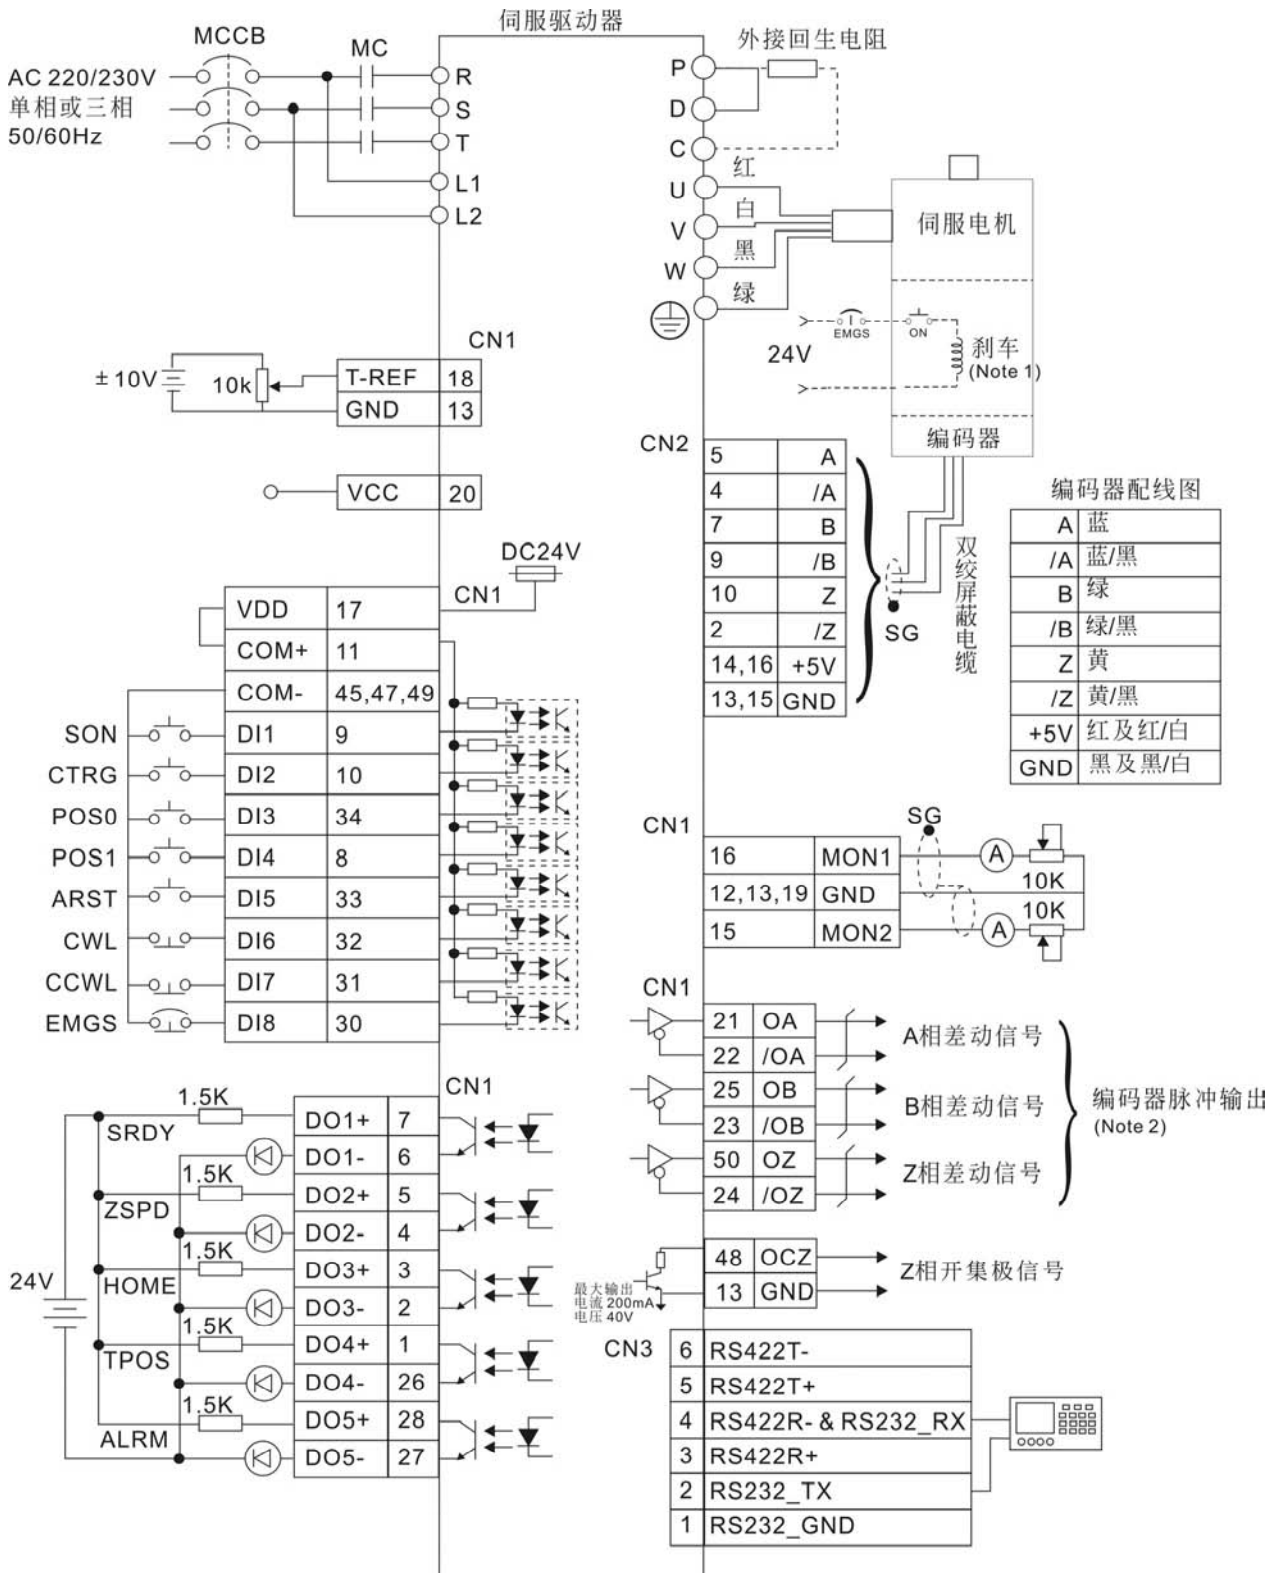 伺服驱动器
MCCB
MC
AC 220/230V
单相或三相
50/60Hz
R
S
T
L1
L2
外接回生电阻
P
D
C
U
V
W
红
白
黑
绿
伺服电机
EMGS
ON
24V
刹车
(Note 1)
编码器
CN1
±10V
10k
T-REF 18
GND 13
VCC 20
DC24V
CN1
VDD 17
COM+ 11
COM- 45,47,49
SON DI1 9
CTRG DI2 10
POS0 DI3 34
POS1 DI4 8
ARST DI5 33
CWL DI6 32
CCWL DI7 31
EMGS DI8 30
CN2
5 A
4 /A
7 B
9 /B
10 Z
2 /Z
14,16 +5V
13,15 GND
SG
双绞屏蔽电缆
编码器配线图
A 蓝
/A 蓝/黑
B 绿
/B 绿/黑
Z 黄
/Z 黄/黑
+5V 红及红/白
GND 黑及黑/白
CN1
SG
16 MON1
12,13,19 GND
15 MON2
A
10K
10K
A
CN1
21 OA
22 /OA
A相差动信号
25 OB
23 /OB
B相差动信号
50 OZ
24 /OZ
Z相差动信号
编码器脉冲输出
(Note 2)
48 OCZ
13 GND
Z相开集极信号
最大输出
电流 200mA
电压 40V
CN1
24V
1.5K
SRDY
DO1+ 7
DO1- 6
1.5K
ZSPD
DO2+ 5
DO2- 4
1.5K
HOME
DO3+ 3
DO3- 2
1.5K
TPOS
DO4+ 1
DO4- 26
1.5K
ALRM
DO5+ 28
DO5- 27
CN3
6 RS422T-
5 RS422T+
4 RS422R- & RS232_RX
3 RS422R+
2 RS232_TX
1 RS232_GND